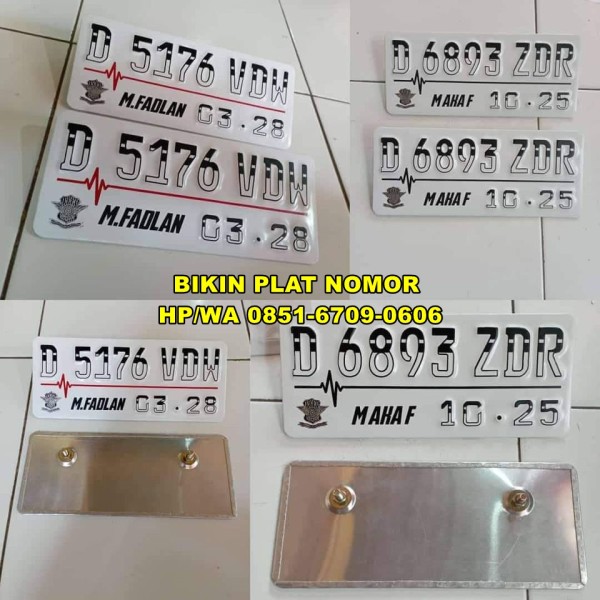 D 5176 VDW
M.FADLAN 03 · 28
D 5176 VDW
M.FADLAN 03 · 28
D 6893 ZDR
MAHAF 10 · 25
D 6893 ZDR
MAHAF 10 · 25
BIKIN PLAT NOMOR
HP/WA 0851-6709-0606
D 5176 VDW
M.FADLAN 03 · 28
D 6893 ZDR
MAHAF 10 · 25